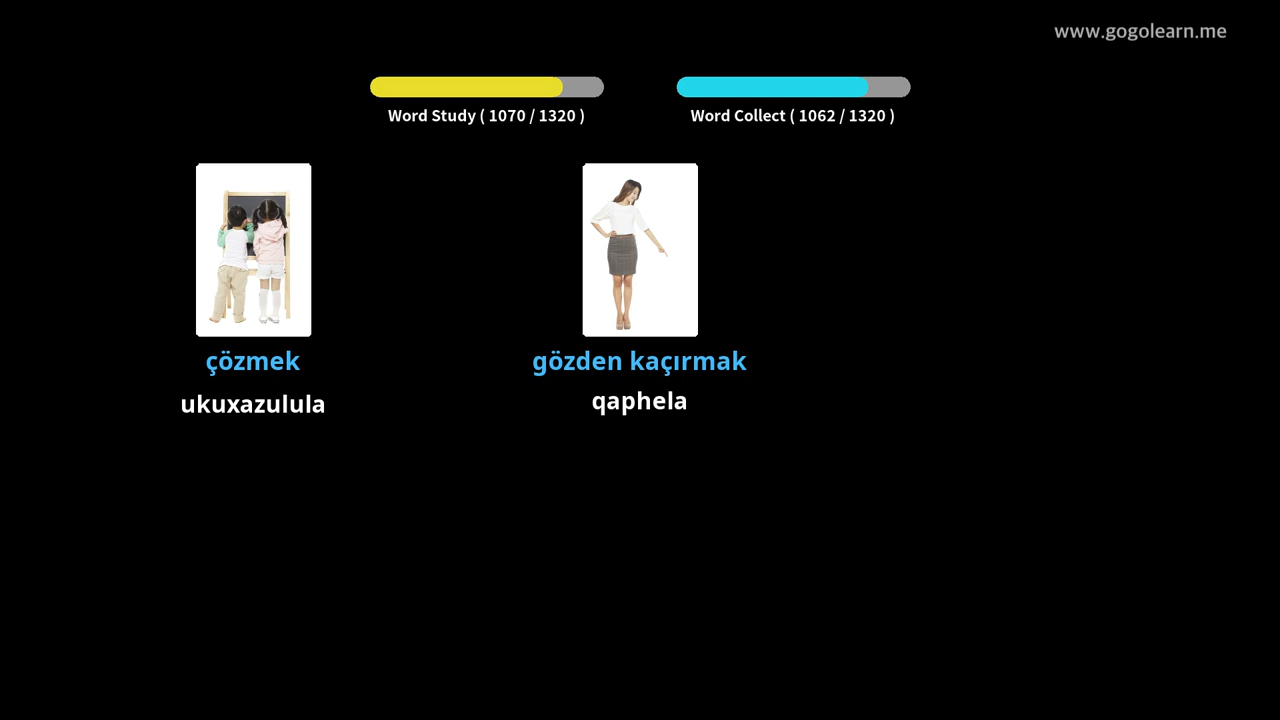 www.gogolearn.me
Word Study ( 1070 / 1320 )
Word Collect ( 1062 / 1320 )
çözmek
ukuxazulula
gözden kaçırmak
qaphela